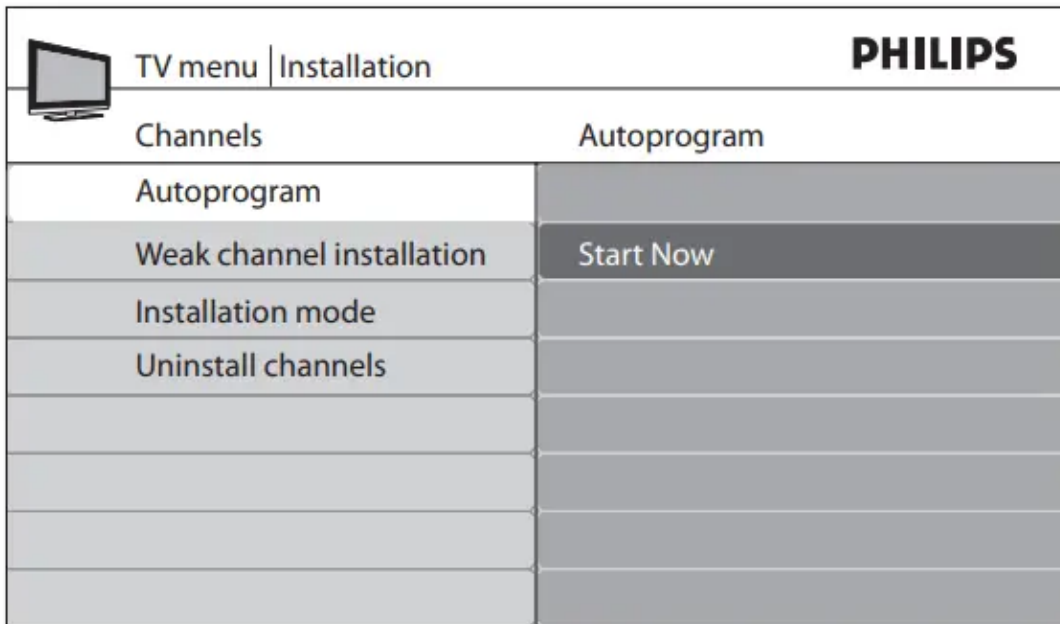 TV menu | Installation PHILIPS
Channels Autoprogram
Autoprogram
Weak channel installation Start Now
Installation mode
Uninstall channels